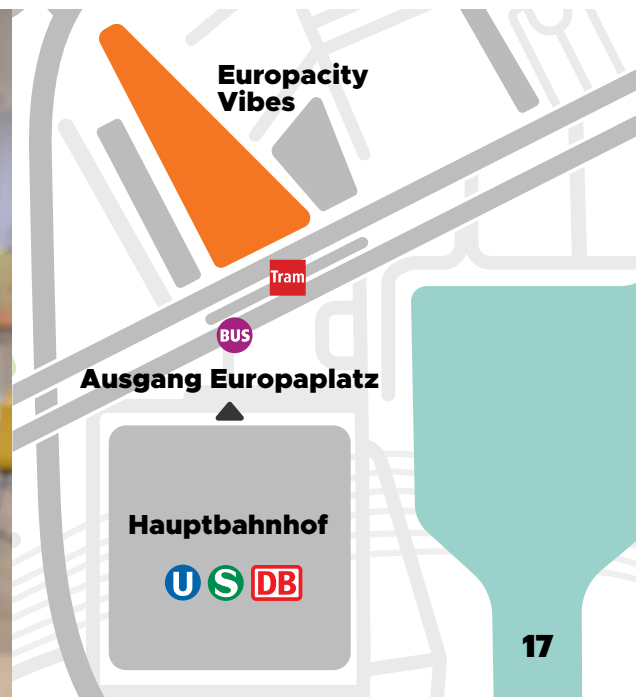 Europacity
Vibes
Tram
BUS
Ausgang Europaplatz
Hauptbahnhof
U S DB
17